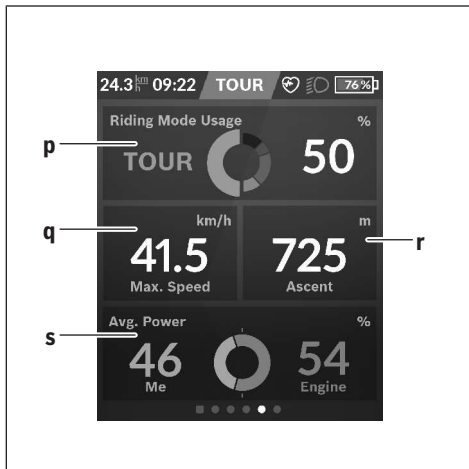 24.3 km/h 09:22 TOUR 76%
Riding Mode Usage %
p
TOUR 50
q
km/h m
41.5 725
r
Max. Speed Ascent
Avg. Power %
s
46 54
Me Engine